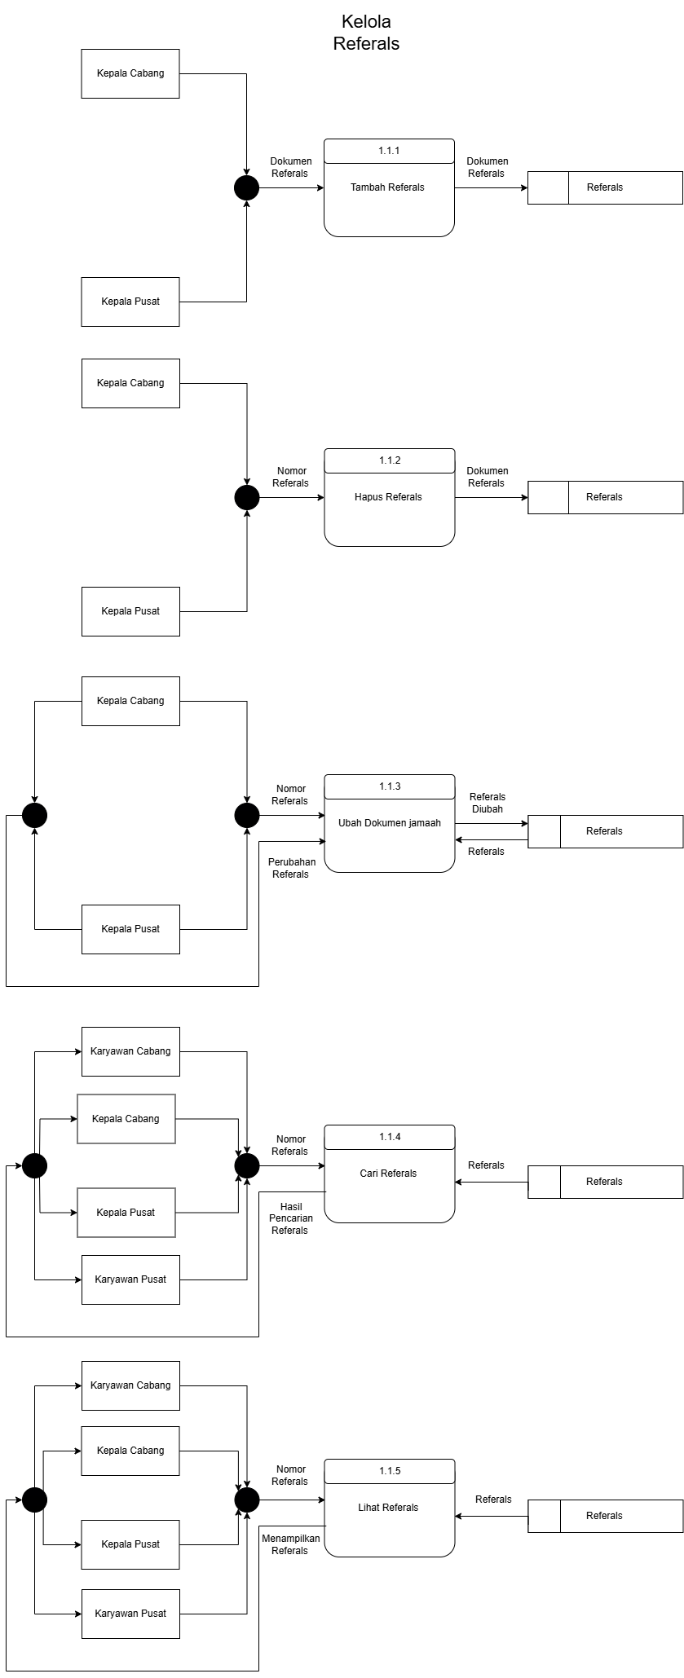 Kelola
Referals
Kepala Cabang
1.1.1
Dokumen
Referals
Tambah Referals
Dokumen
Referals
Referals
Kepala Pusat
Kepala Cabang
1.1.2
Nomor
Referals
Hapus Referals
Dokumen
Referals
Referals
Kepala Pusat
Kepala Cabang
1.1.3
Nomor
Referals
Ubah Dokumen jamaah
Referals
Diubah
Referals
Referals
Perubahan
Referals
Kepala Pusat
Karyawan Cabang
Kepala Cabang
1.1.4
Nomor
Referals
Cari Referals
Referals
Referals
Kepala Pusat
Hasil
Pencarian
Referals
Karyawan Pusat
Karyawan Cabang
Kepala Cabang
1.1.5
Nomor
Referals
Lihat Referals
Referals
Referals
Kepala Pusat
Menampilkan
Referals
Karyawan Pusat